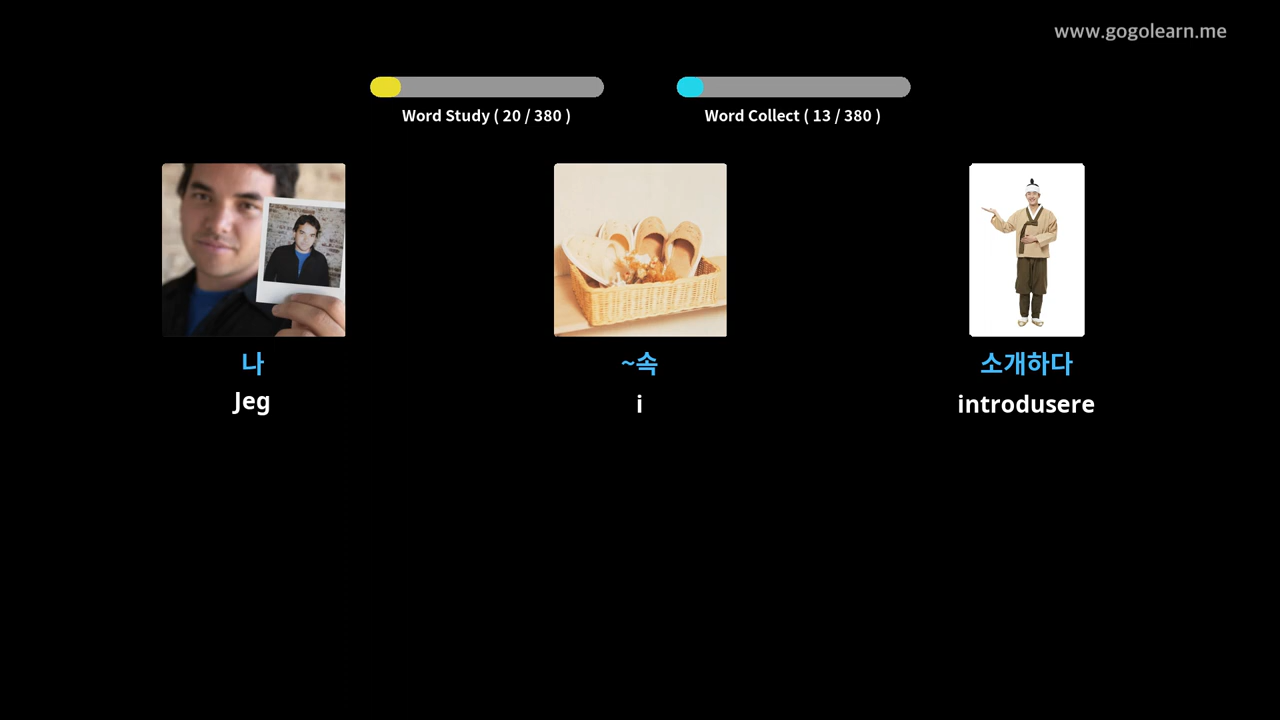 www.gogolearn.me
Word Study ( 20 / 380 )
Word Collect ( 13 / 380 )
나
~속
소개하다
Jeg
i
introdusere